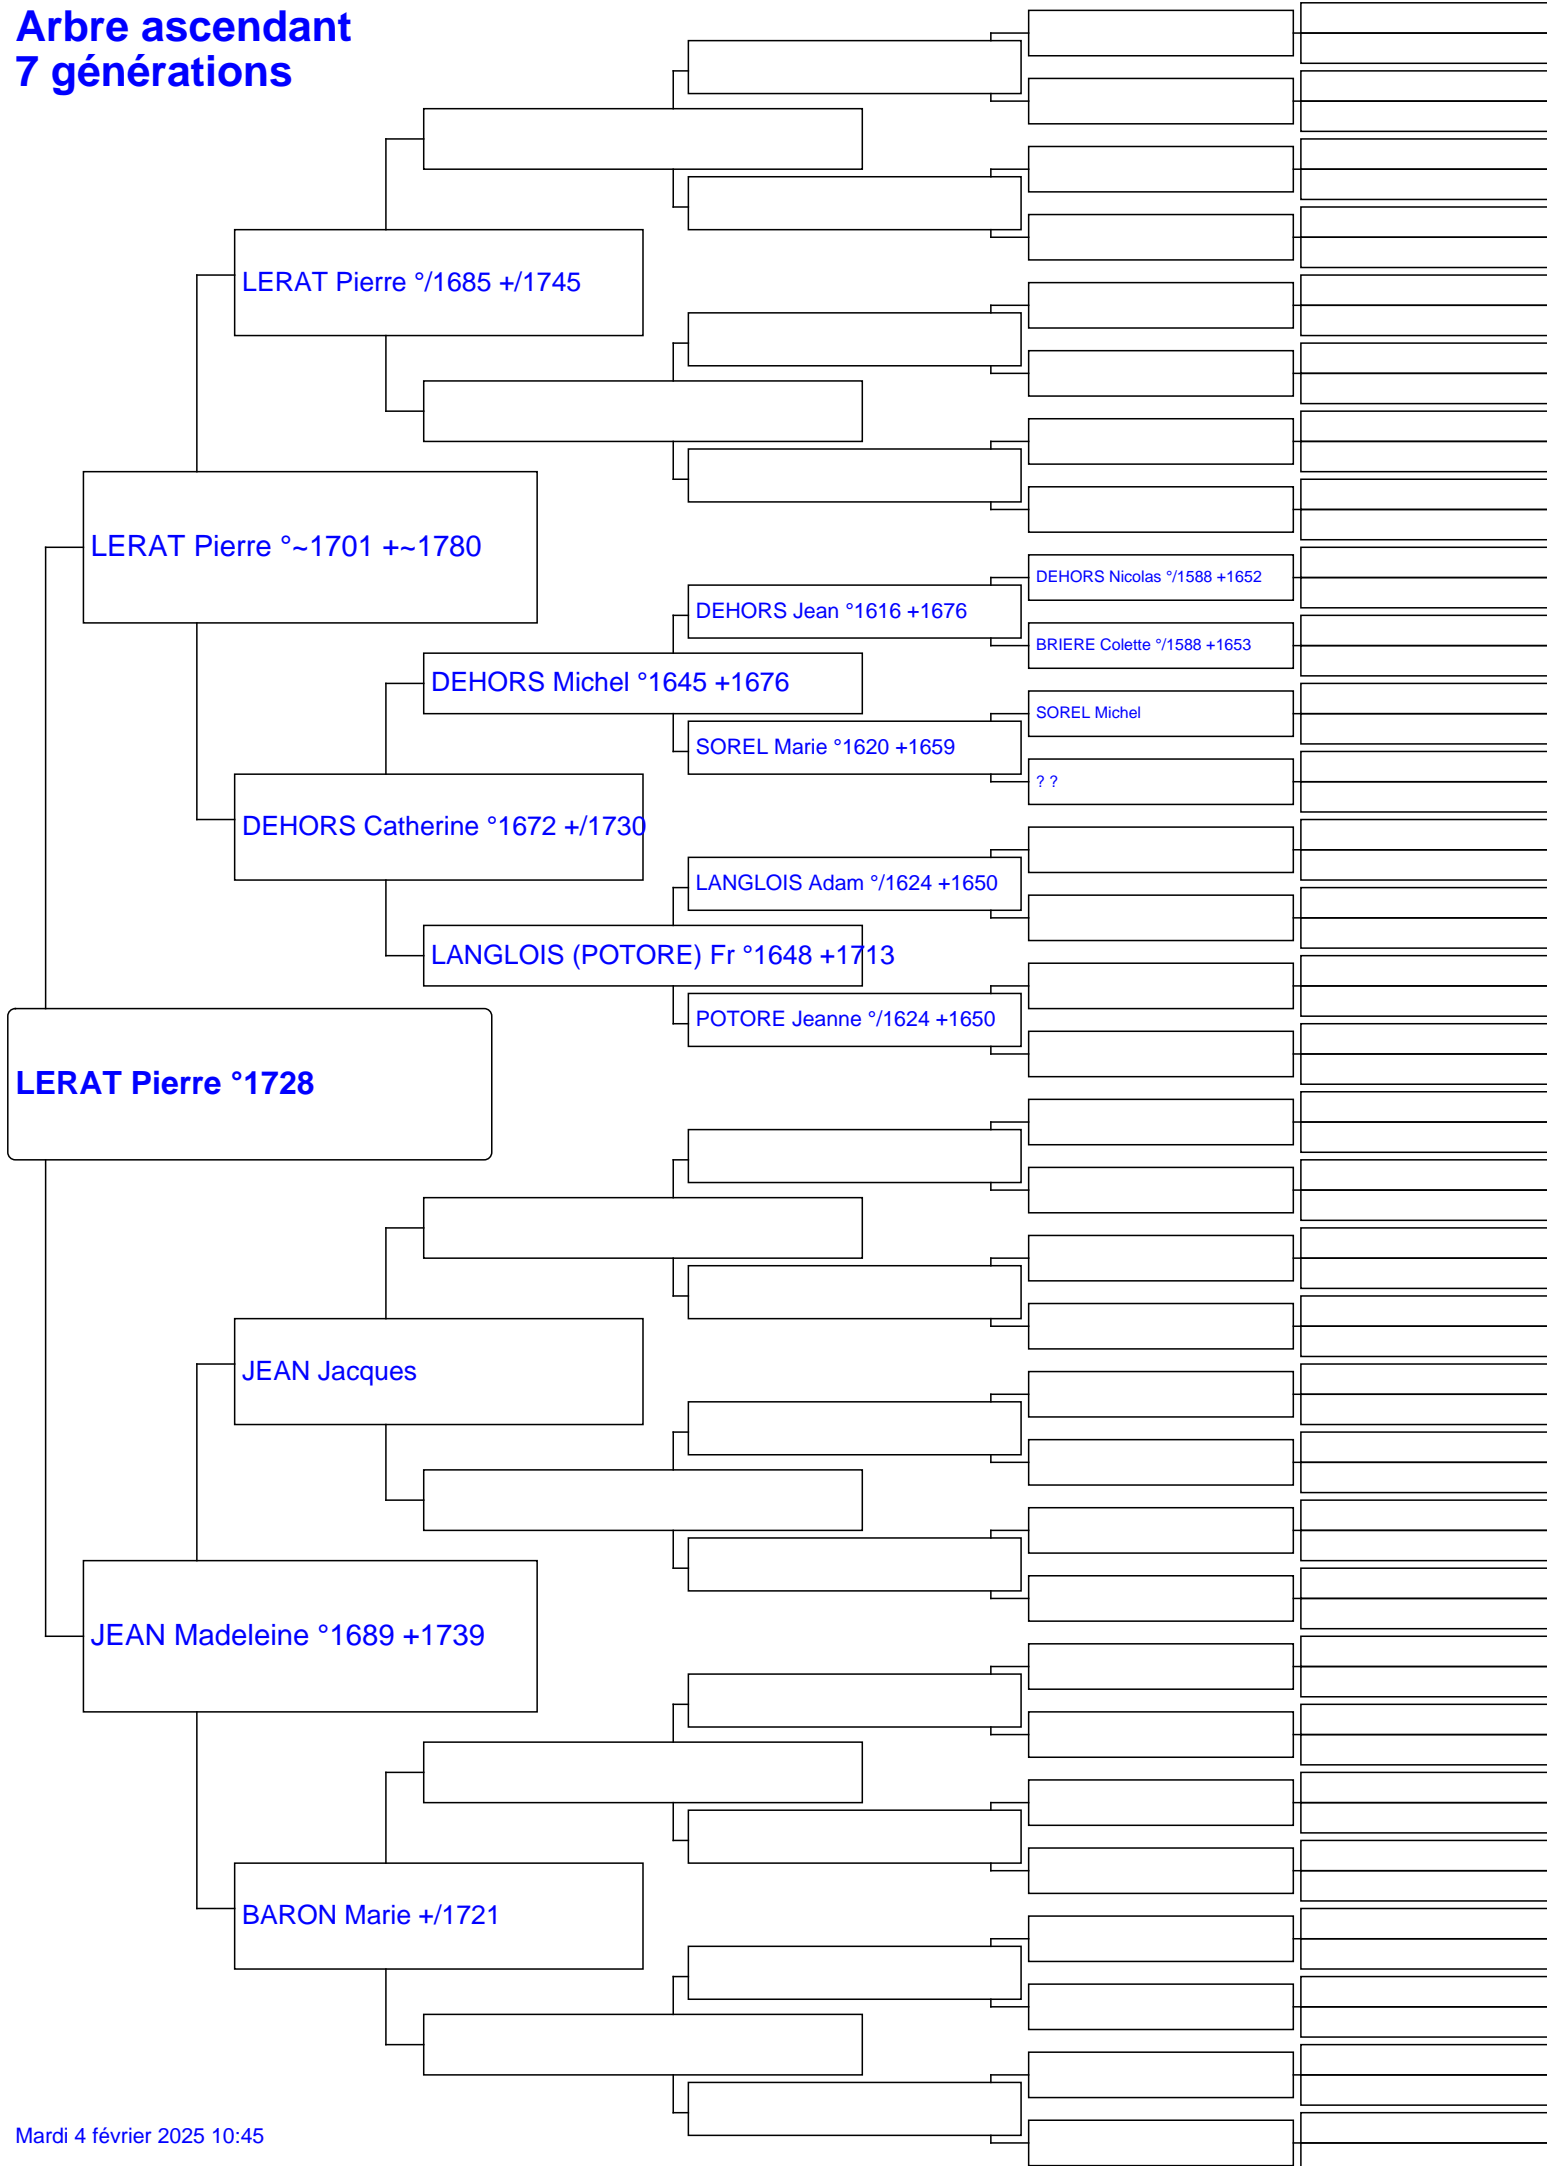 Arbre ascendant
7 générations
LERAT Pierre °/1685 +/1745
LERAT Pierre °~1701 +~1780
DEHORS Nicolas °/1588 +1652
DEHORS Jean °1616 +1676
BRIERE Colette °/1588 +1653
DEHORS Michel °1645 +1676
SOREL Michel
SOREL Marie °1620 +1659
? ?
DEHORS Catherine °1672 +/1730
LANGLOIS Adam °/1624 +1650
LANGLOIS (POTORE) Fr °1648 +1713
POTORE Jeanne °/1624 +1650
LERAT Pierre °1728
JEAN Jacques
JEAN Madeleine °1689 +1739
BARON Marie +/1721
Mardi 4 février 2025 10:45